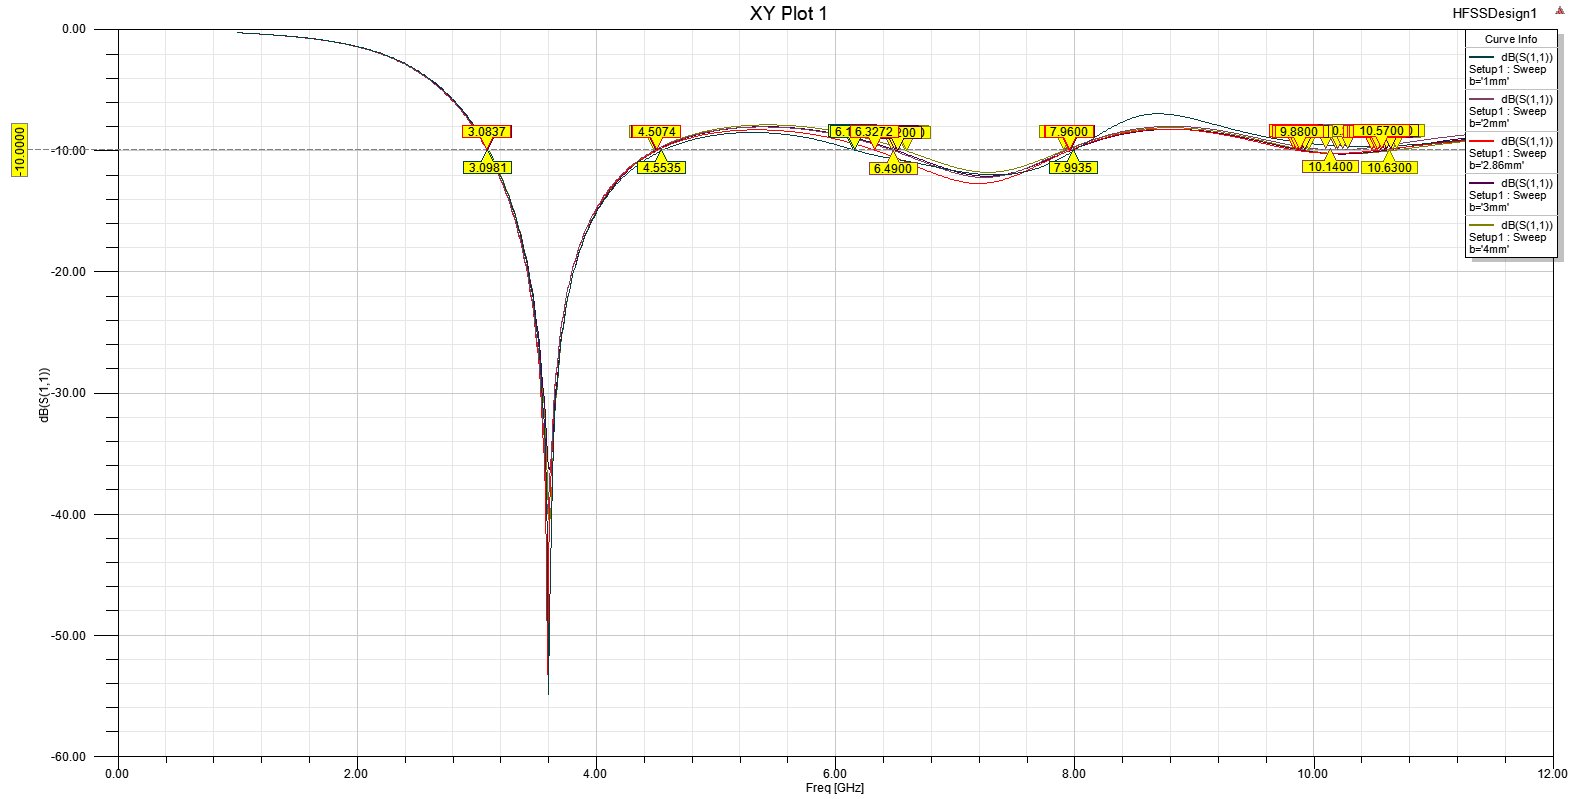 XY Plot 1
HFSSDesign1
Curve Info
dB(S(1,1))
Setup1 : Sweep
b='1mm'
dB(S(1,1))
Setup1 : Sweep
b='2mm'
dB(S(1,1))
Setup1 : Sweep
b='2.86mm'
dB(S(1,1))
Setup1 : Sweep
b='3mm'
dB(S(1,1))
Setup1 : Sweep
b='4mm'
0.00
-10.00
-20.00
-30.00
-40.00
-50.00
-60.00
-10.0000
dB(S(1,1))
3.0837
4.5074
6.3272
7.9600
9.8800
10.5700
3.0981
4.5535
6.4900
7.9935
10.1400
10.6300
0.00
2.00
4.00
6.00
8.00
10.00
12.00
Freq [GHz]